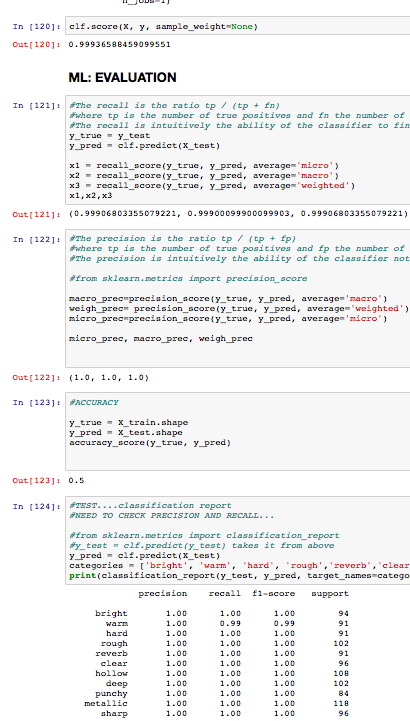 n_jobs=1)
In [120]: clf.score(X, y, sample_weight=None)
Out[120]: 0.99936588459099551
ML: EVALUATION
In [121]: #The recall is the ratio tp / (tp + fn)
#where tp is the number of true positives and fn the number of
#The recall is intuitively the ability of the classifier to fin
y_true = y_test
y_pred = clf.predict(X_test)
x1 = recall_score(y_true, y_pred, average='micro')
x2 = recall_score(y_true, y_pred, average='macro')
x3 = recall_score(y_true, y_pred, average='weighted')
x1,x2,x3
Out[121]: (0.99906803355079221, 0.99900099900099903, 0.99906803355079221)
In [122]: #The precision is the ratio tp / (tp + fp)
#where tp is the number of true positives and fp the number of
#The precision is intuitively the ability of the classifier not
#from sklearn.metrics import precision_score
macro_prec=precision_score(y_true, y_pred, average='macro')
weigh_prec= precision_score(y_true, y_pred, average='weighted')
micro_prec=precision_score(y_true, y_pred, average='micro')
micro_prec, macro_prec, weigh_prec
Out[122]: (1.0, 1.0, 1.0)
In [123]: #ACCURACY
y_true = X_train.shape
y_pred = X_test.shape
accuracy_score(y_true, y_pred)
Out[123]: 0.5
In [124]: #TEST....classification report
#NEED TO CHECK PRECISION AND RECALL...
#from sklearn.metrics import classification_report
#y_test = clf.predict(y_test) takes it from above
y_pred = clf.predict(X_test)
categories = ['bright', 'warm', 'hard', 'rough','reverb','clear
print(classification_report(y_test, y_pred, target_names=catego
precision recall f1-score support
bright 1.00 1.00 1.00 94
warm 1.00 0.99 0.99 91
hard 1.00 1.00 1.00 91
rough 1.00 1.00 1.00 102
reverb 1.00 1.00 1.00 91
clear 1.00 1.00 1.00 96
hollow 1.00 1.00 1.00 108
deep 1.00 1.00 1.00 102
punchy 1.00 1.00 1.00 84
metallic 1.00 1.00 1.00 118
sharp 1.00 1.00 1.00 96